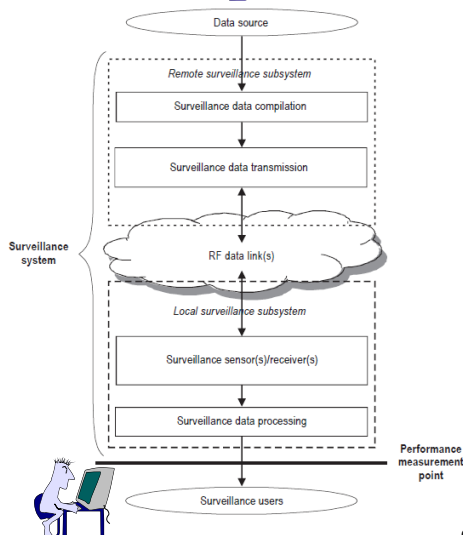 Data source
Remote surveillance subsystem
Surveillance data compilation
Surveillance data transmission
Surveillance
system
RF data link(s)
Local surveillance subsystem
Surveillance sensor(s)/receiver(s)
Surveillance data processing
Performance
measurement
point
Surveillance users